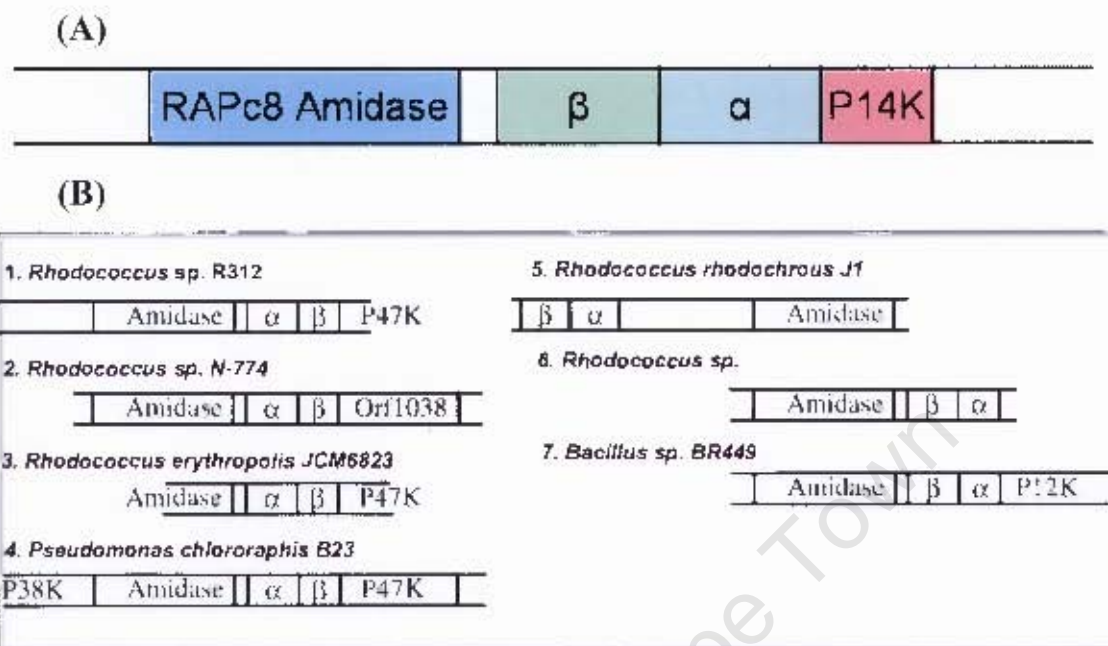 (A)
RAPc8 Amidase β α P14K
(B)
1. Rhodococcus sp. R312
Amidase α β P47K
2. Rhodococcus sp. N-774
Amidase α β Orf1038
3. Rhodococcus erythropolis JCM6823
Amidase α β P47K
4. Pseudomonas chlororaphis B23
P38K Amidase α β P47K
5. Rhodococcus rhodochrous J1
β α Amidase
6. Rhodococcus sp.
Amidase β α
7. Bacillus sp. BR449
Amidase β α P12K
Town